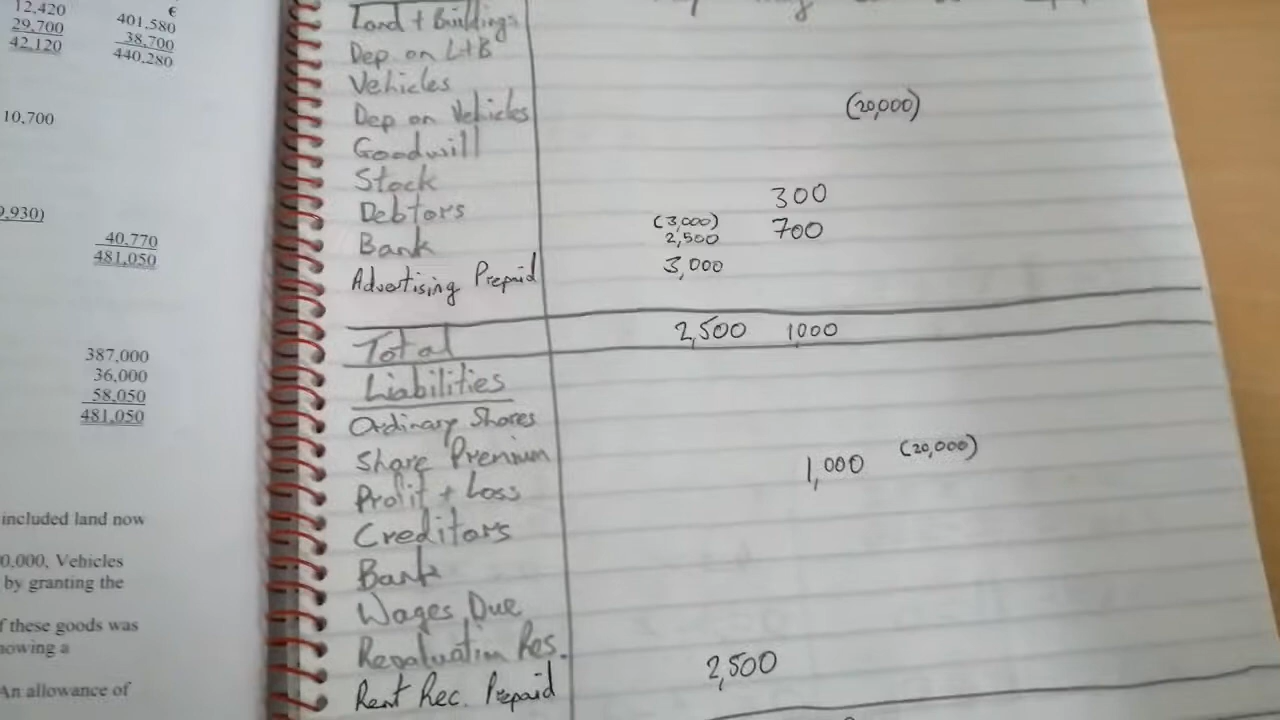 12,420 €
29,700 401,580
42,120 38,700
440,280
10,700
9,930)
40,770
481,050
387,000
36,000
58,050
481,050
included land now
0,000, Vehicles
by granting the
f these goods was
nowing a
An allowance of
Land + Buildings
Dep on L+B
Vehicles
Dep on Vehicles (20,000)
Goodwill
Stock
Debtors 300
Bank (3,000) 2,500 700
Advertising Prepaid 3,000
Total 2,500 1000
Liabilities
Ordinary Shares
Share Premium
Profit + Loss 1,000 (20,000)
Creditors
Bank
Wages Due
Revaluation Res.
Rent Rec. Prepaid 2,500